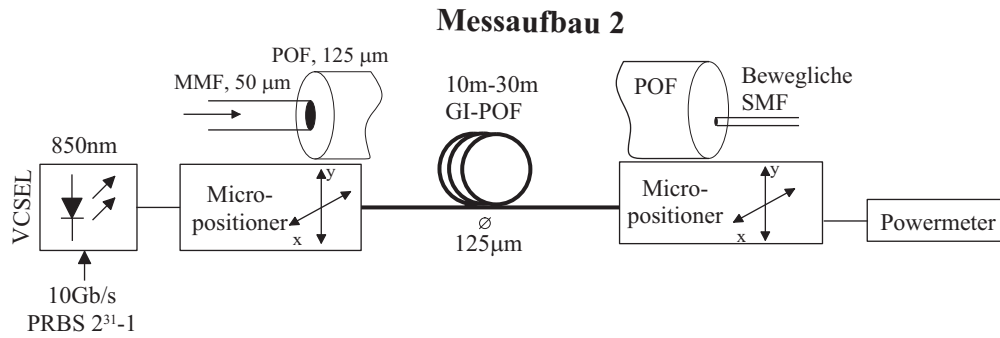 Messaufbau 2
POF, 125 µm
MMF, 50 µm
10m-30m
GI-POF
POF
Bewegliche
SMF
850nm
VCSEL
Micro-
positioner
y
x
⌀
125µm
Micro-
positioner
y
x
Powermeter
10Gb/s
PRBS 2³¹-1